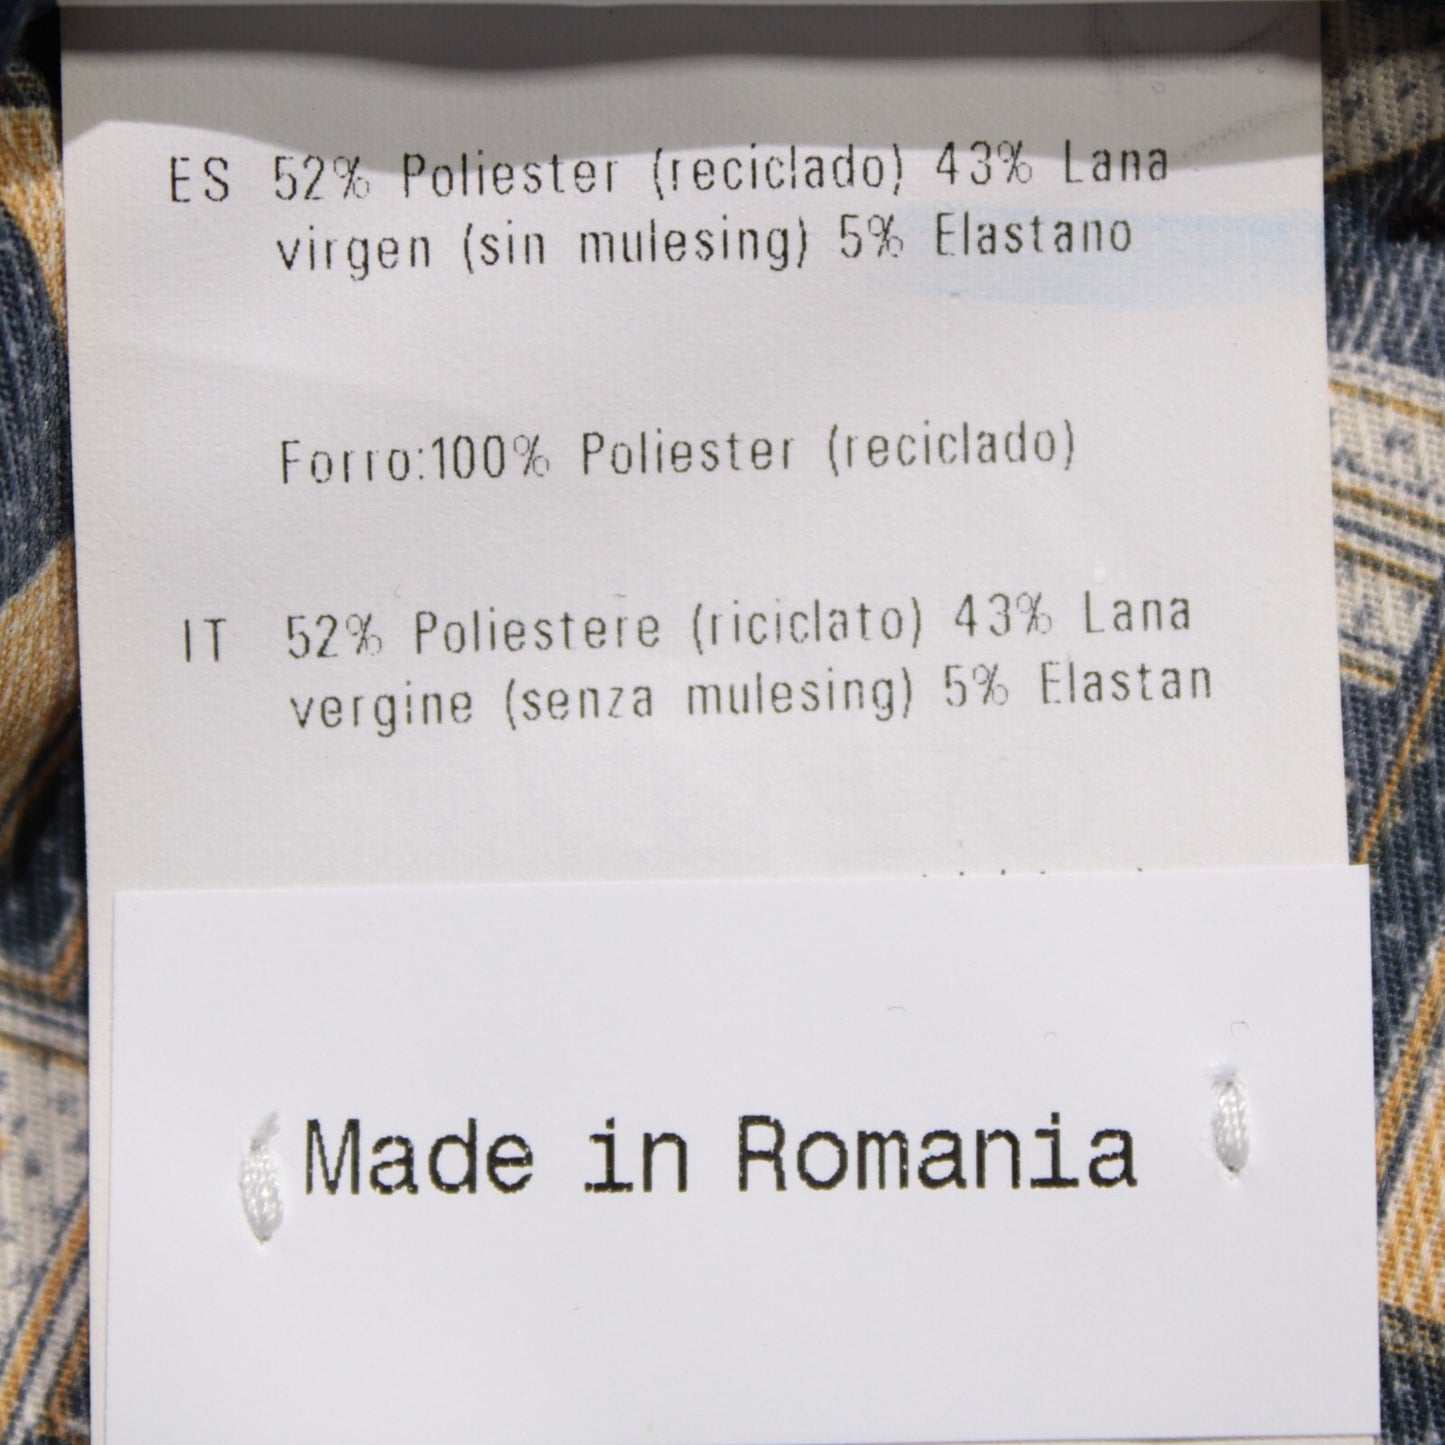 ES 52% Poliester (reciclado) 43% Lana
virgen (sin mulesing) 5% Elastano
Forro:100% Poliester (reciclado)
IT 52% Poliestere (riciclato) 43% Lana
vergine (senza mulesing) 5% Elastan
Made in Romania